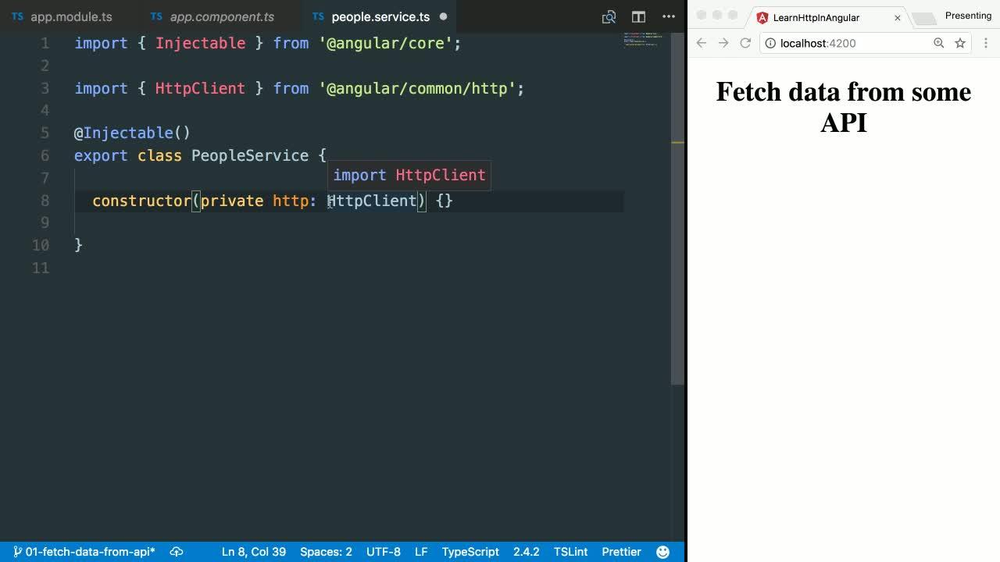 TS app.module.ts TS app.component.ts TS people.service.ts
1 import { Injectable } from '@angular/core';
2
3 import { HttpClient } from '@angular/common/http';
4
5 @Injectable()
6 export class PeopleService {
7
import HttpClient
8 constructor(private http: HttpClient) {}
9
10 }
11
01-fetch-data-from-api* Ln 8, Col 39 Spaces: 2 UTF-8 LF TypeScript 2.4.2 TSLint Prettier
LearnHttpInAngular Presenting
localhost:4200
Fetch data from some
API